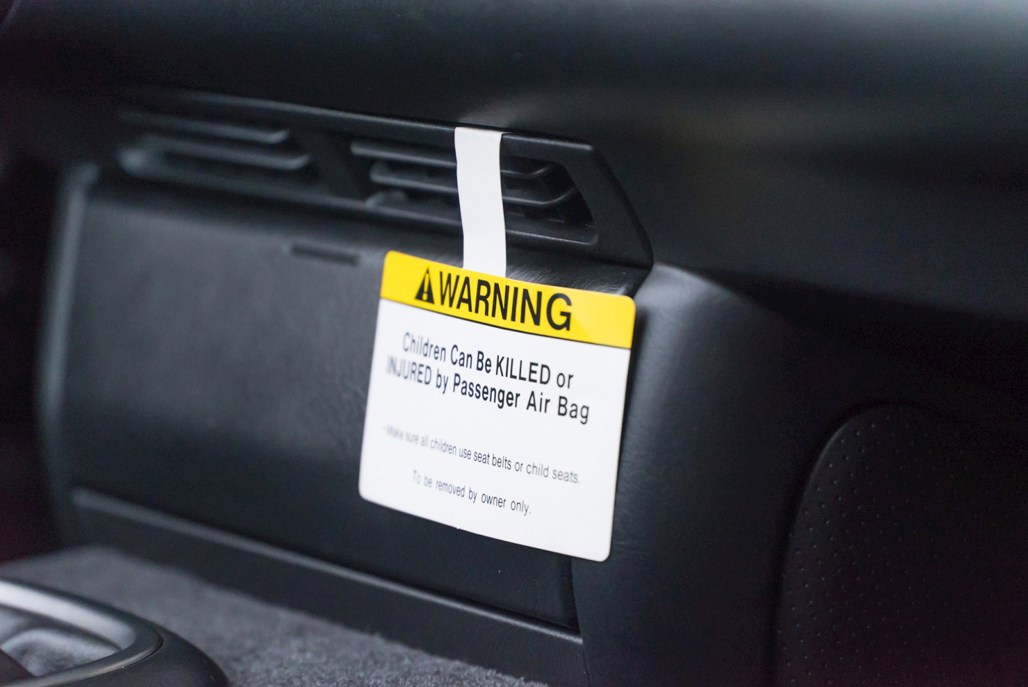 WARNING
Children Can Be KILLED or
INJURED by Passenger Air Bag
- Make sure all children use seat belts or child seats.
To be removed by owner only.